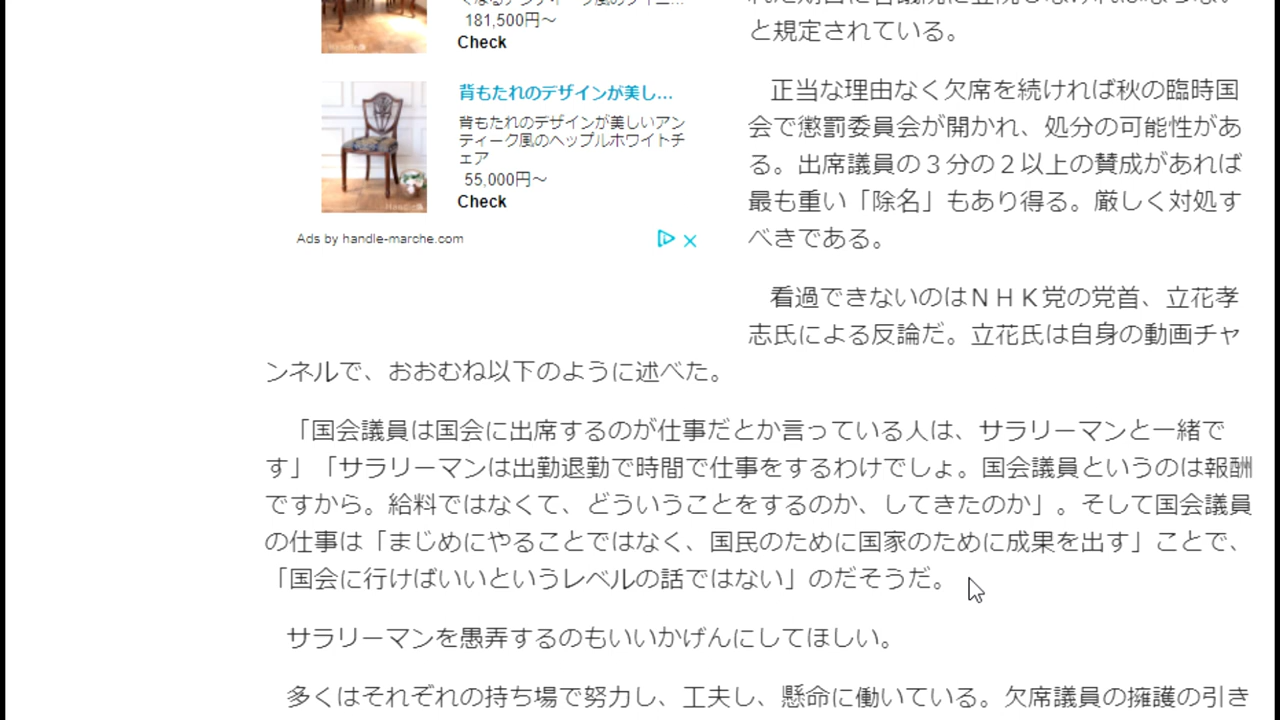 181,500円～
Check
背もたれのデザインが美し...
背もたれのデザインが美しいアン
ティーク風のヘップルホワイトチ
ェア
55,000円～
Check
Ads by handle-marche.com
と規定されている。
正当な理由なく欠席を続ければ秋の臨時国
会で懲罰委員会が開かれ、処分の可能性があ
る。出席議員の３分の２以上の賛成があれば
最も重い「除名」もあり得る。厳しく対処す
べきである。
看過できないのはＮＨＫ党の党首、立花孝
志氏による反論だ。立花氏は自身の動画チャ
ンネルで、おおむね以下のように述べた。
「国会議員は国会に出席するのが仕事だとか言っている人は、サラリーマンと一緒で
す」「サラリーマンは出勤退勤で時間で仕事をするわけでしょ。国会議員というのは報酬
ですから。給料ではなくて、どういうことをするのか、してきたのか」。そして国会議員
の仕事は「まじめにやることではなく、国民のために国家のために成果を出す」ことで、
「国会に行けばいいというレベルの話ではない」のだそうだ。
サラリーマンを愚弄するのもいいかげんにしてほしい。
多くはそれぞれの持ち場で努力し、工夫し、懸命に働いている。欠席議員の擁護の引き